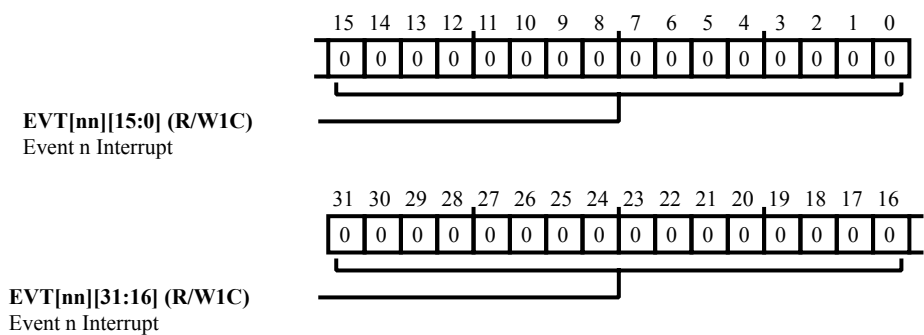 15 14 13 12 11 10 9 8 7 6 5 4 3 2 1 0
0 0 0 0 0 0 0 0 0 0 0 0 0 0 0 0
EVT[nn][15:0] (R/W1C)
Event n Interrupt
31 30 29 28 27 26 25 24 23 22 21 20 19 18 17 16
0 0 0 0 0 0 0 0 0 0 0 0 0 0 0 0
EVT[nn][31:16] (R/W1C)
Event n Interrupt